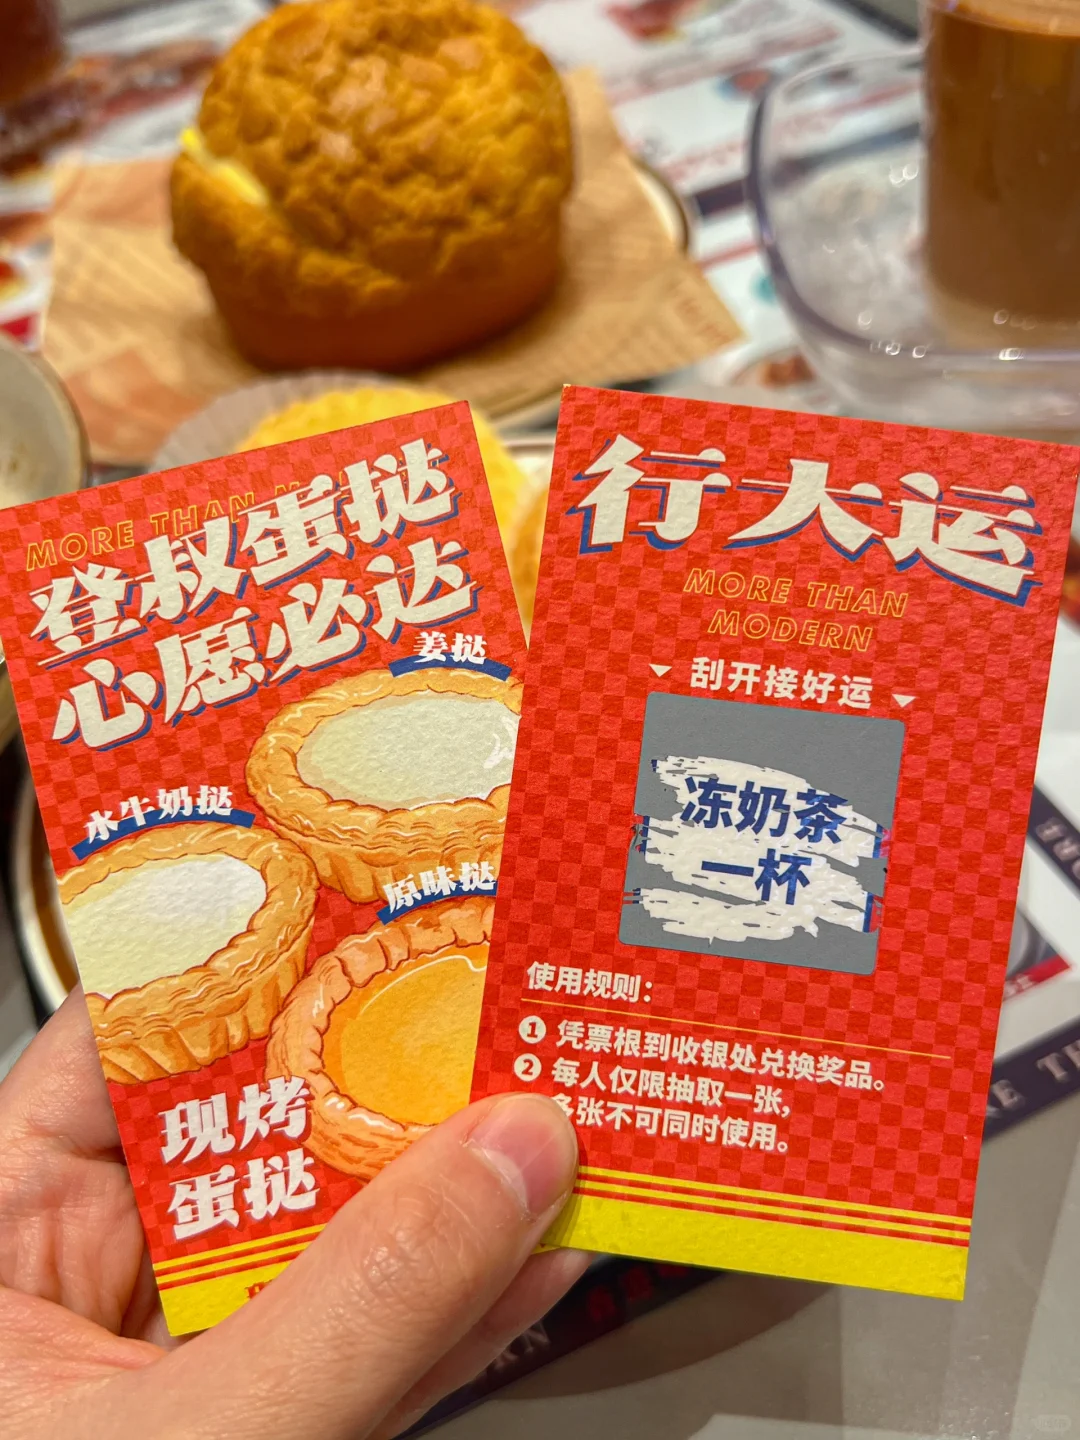 MORE THAN
登叔蛋挞
心愿必达
姜挞
水牛奶挞
原味挞
现烤
蛋挞
行大运
MORE THAN
MODERN
刮开接好运
冻奶茶
一杯
使用规则：
1 凭票根到收银处兑换奖品。
2 每人仅限抽取一张，
多张不可同时使用。